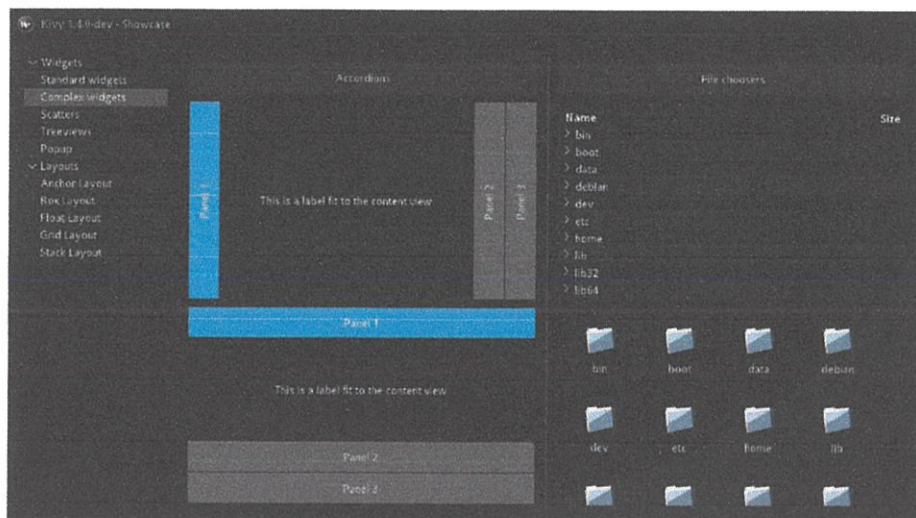 Kivy 1.4.0-dev - Showcase
Widgets
Standard widgets
Complex widgets
Scatters
Treeviews
Popup
Layouts
Anchor Layout
Box Layout
Float Layout
Grid Layout
Stack Layout
Accordions
Panel 1
This is a label fit to the content view
Panel 2
Panel 3
Panel 1
This is a label fit to the content view
Panel 2
Panel 3
File choosers
Name Size
bin
boot
data
debian
dev
etc
home
lib
lib32
lib64
bin boot data debian
dev etc home lib